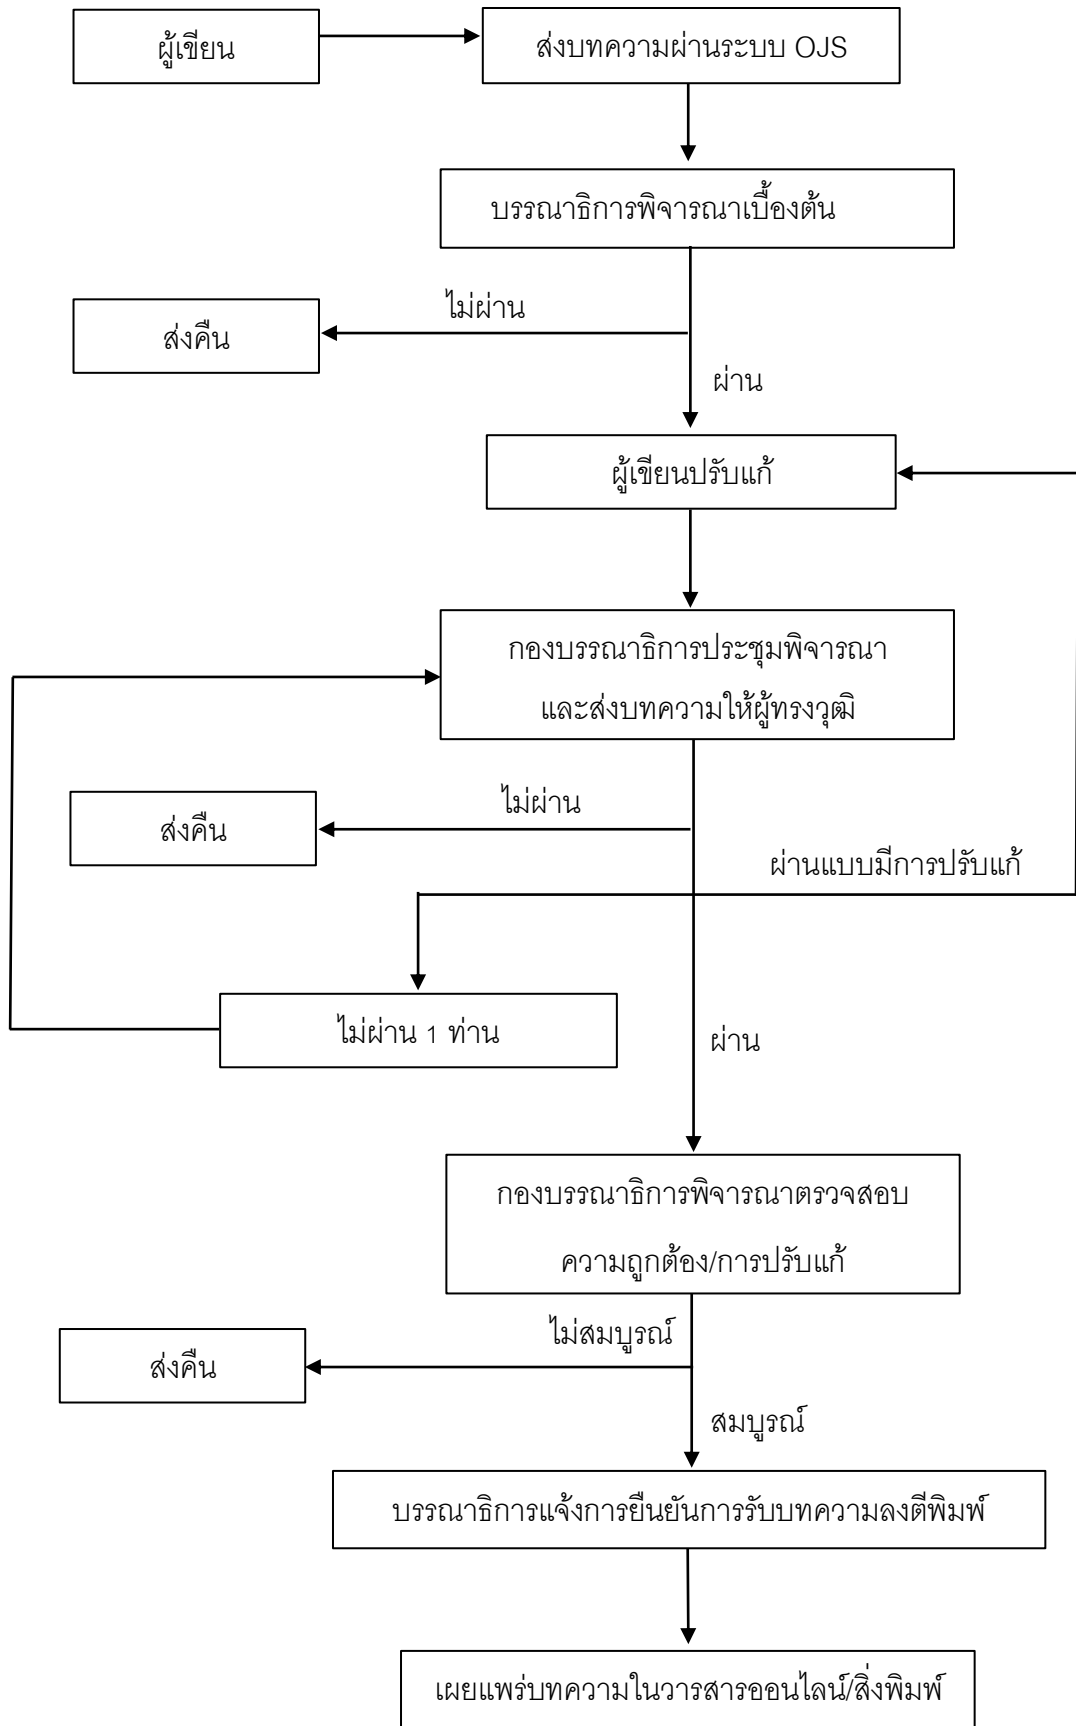 ผู้เขียน
ส่งบทความผ่านระบบ OJS
บรรณาธิการพิจารณาเบื้องต้น
ไม่ผ่าน
ส่งคืน
ผ่าน
ผู้เขียนปรับแก้
กองบรรณาธิการประชุมพิจารณา
และส่งบทความให้ผู้ทรงวุฒิ
ไม่ผ่าน
ส่งคืน
ผ่านแบบมีการปรับแก้
ไม่ผ่าน 1 ท่าน
ผ่าน
กองบรรณาธิการพิจารณาตรวจสอบ
ความถูกต้อง/การปรับแก้
ไม่สมบูรณ์
ส่งคืน
สมบูรณ์
บรรณาธิการแจ้งการยืนยันการรับบทความลงตีพิมพ์
เผยแพร่บทความในวารสารออนไลน์/สิ่งพิมพ์